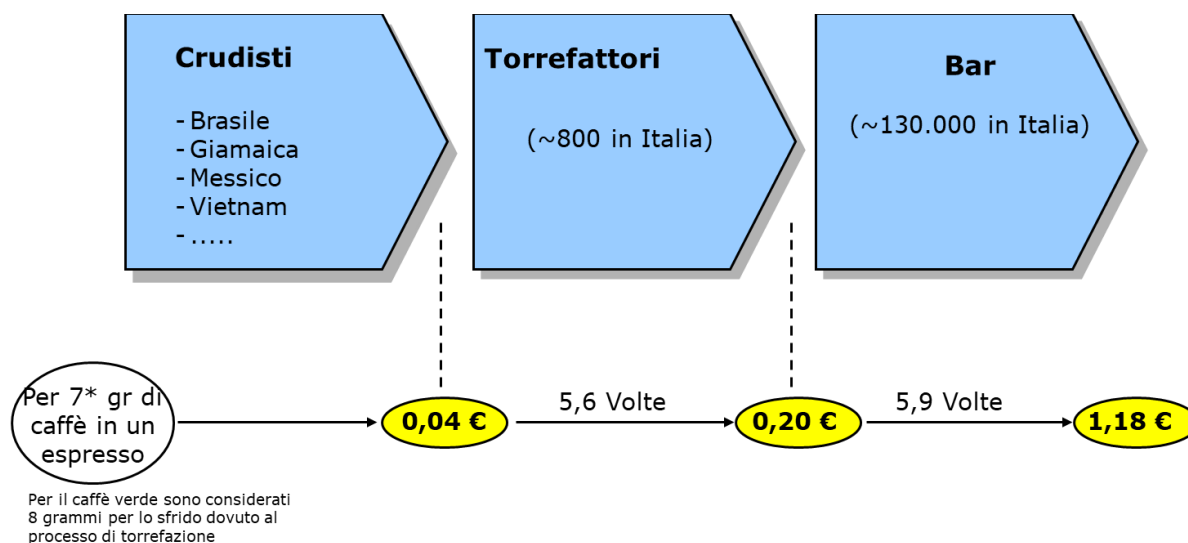 Crudisti
- Brasile
- Giamaica
- Messico
- Vietnam
- .....
Torrefattori
(~800 in Italia)
Bar
(~130.000 in Italia)
Per 7* gr di
caffè in un
espresso
0,04 €
5,6 Volte
0,20 €
5,9 Volte
1,18 €
Per il caffè verde sono considerati
8 grammi per lo sfrido dovuto al
processo di torrefazione